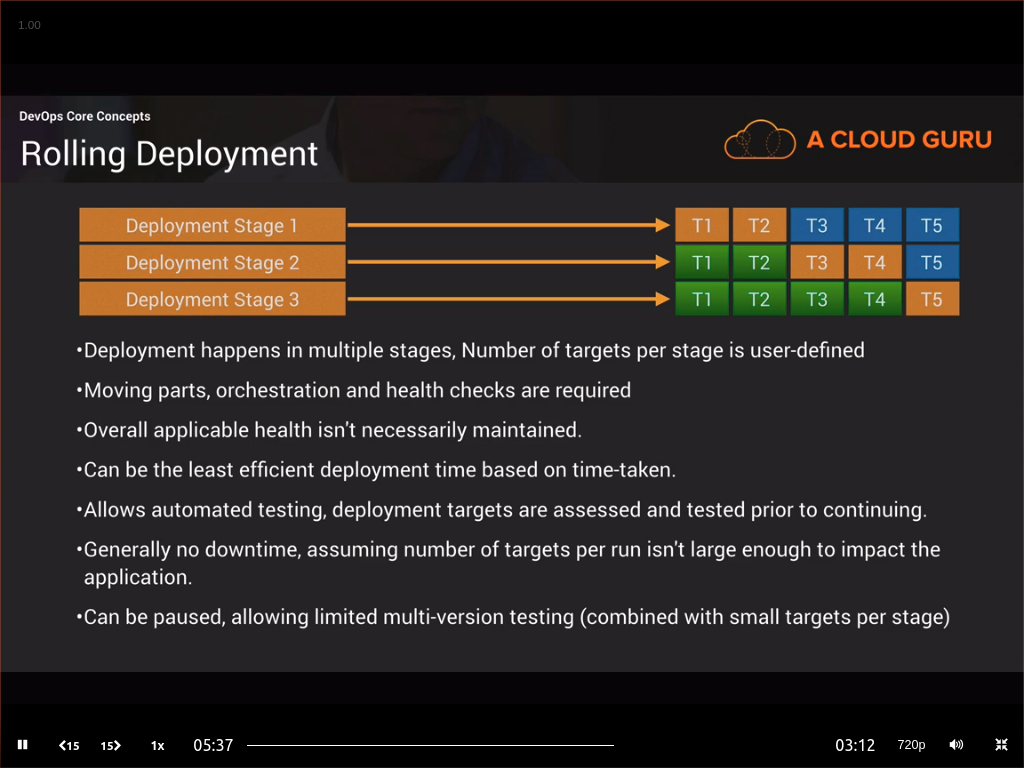 1.00
DevOps Core Concepts
Rolling Deployment
A CLOUD GURU
Deployment Stage 1 T1 T2 T3 T4 T5
Deployment Stage 2 T1 T2 T3 T4 T5
Deployment Stage 3 T1 T2 T3 T4 T5
•Deployment happens in multiple stages, Number of targets per stage is user-defined
•Moving parts, orchestration and health checks are required
•Overall applicable health isn't necessarily maintained.
•Can be the least efficient deployment time based on time-taken.
•Allows automated testing, deployment targets are assessed and tested prior to continuing.
•Generally no downtime, assuming number of targets per run isn't large enough to impact the
application.
•Can be paused, allowing limited multi-version testing (combined with small targets per stage)
15 15 1x 05:37 03:12 720p